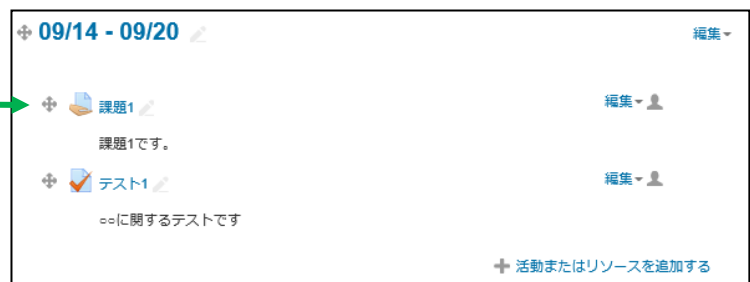 09/14 - 09/20 編集
課題1 編集
課題1です。
テスト1 編集
○○に関するテストです
活動またはリソースを追加する